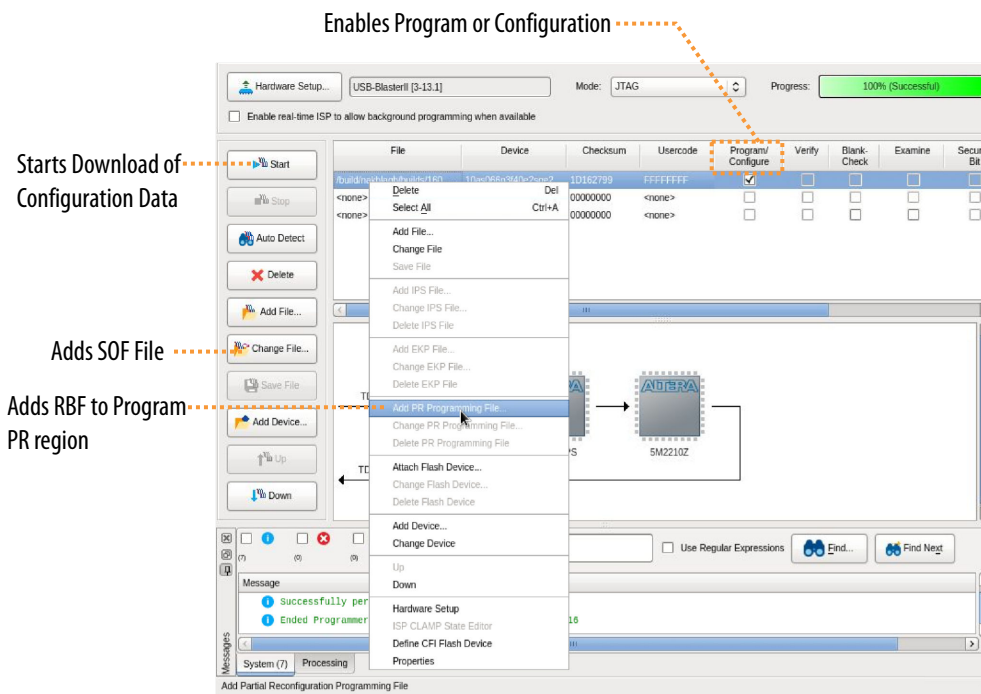 Enables Program or Configuration
Hardware Setup...
USB-BlasterII [3-13.1]
Mode:
JTAG
Progress:
100% (Successful)
Enable real-time ISP to allow background programming when available
Starts Download of
Configuration Data
Adds SOF File
Adds RBF to Program
PR region
Start
Stop
Auto Detect
Delete
Add File...
Change File...
Save File
Add Device...
Up
Down
File Device Checksum Usercode Program/ Verify Blank- Examine Secur
Configure Check Bit
1D162799 FFFFFFFF
<none> 00000000 <none>
<none> 00000000 <none>
Delete Del
Select All Ctrl+A
Add File...
Change File
Save File
Add IPS File...
Change IPS File...
Delete IPS File
Add EKP File...
Change EKP File...
Delete EKP File
Add PR Programming File...
Change PR Programming File...
Delete PR Programming File
Attach Flash Device...
Change Flash Device...
Delete Flash Device
Add Device...
Change Device
Up
Down
Hardware Setup
ISP CLAMP State Editor
Define CFI Flash Device
Properties
ALTERA
5M2210Z
(7) (0) (9)
Use Regular Expressions
Find...
Find Next
Message
Successfully per
Ended Programmer
16
Messages
System (7)
Processing
Add Partial Reconfiguration Programming File